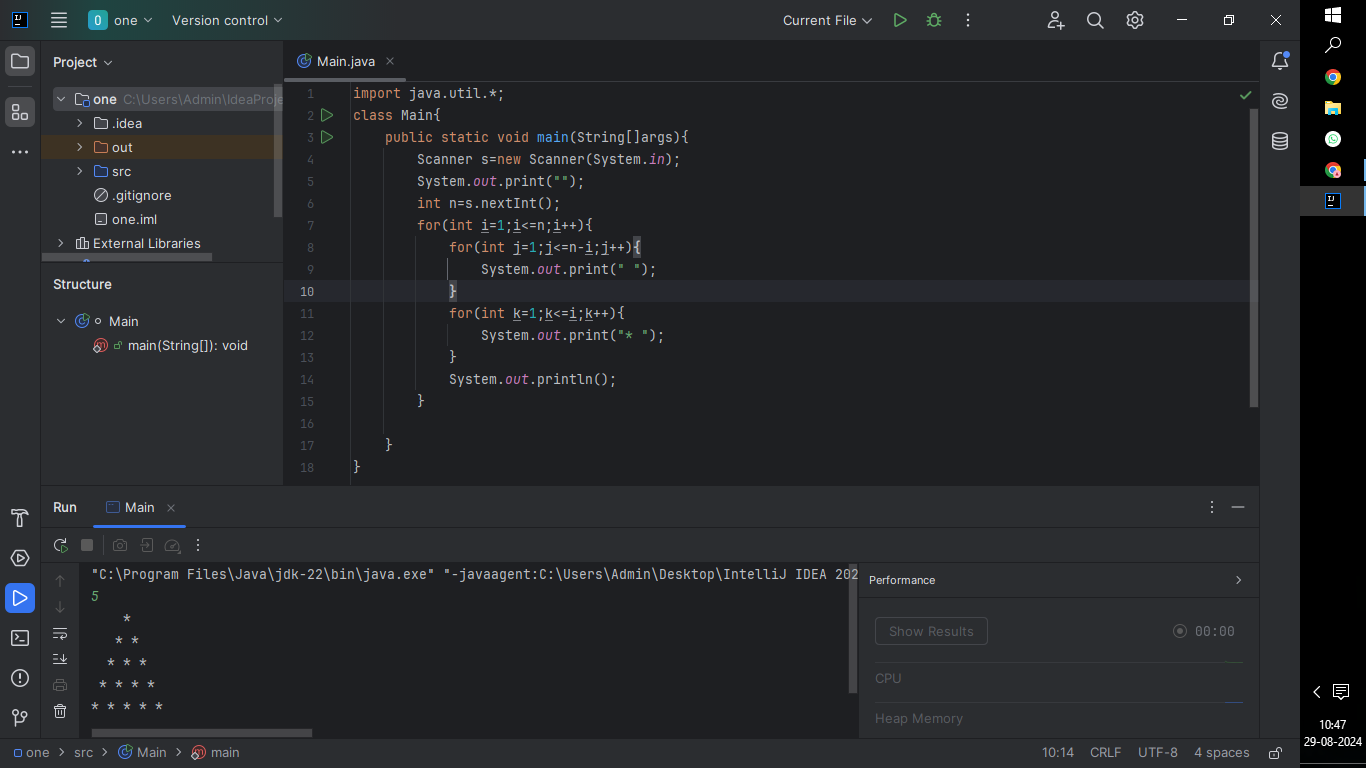 one
Version control
Current File
Project
Main.java
one C:\Users\Admin\IdeaProje
.idea
out
src
.gitignore
one.iml
External Libraries
Structure
Main
main(String[]): void
1 import java.util.*;
2 class Main{
3     public static void main(String[]args){
4         Scanner s=new Scanner(System.in);
5         System.out.print("");
6         int n=s.nextInt();
7         for(int i=1;i<=n;i++){
8             for(int j=1;j<=n-i;j++){
9                 System.out.print(" ");
10             }
11             for(int k=1;k<=i;k++){
12                 System.out.print("* ");
13             }
14             System.out.println();
15         }
16
17     }
18 }
Run
Main
"C:\Program Files\Java\jdk-22\bin\java.exe" "-javaagent:C:\Users\Admin\Desktop\IntelliJ IDEA 202
5
    *
   * *
  * * *
 * * * *
* * * * *
Performance
Show Results
00:00
CPU
Heap Memory
one > src > Main > main
10:14 CRLF UTF-8 4 spaces
10:47
29-08-2024